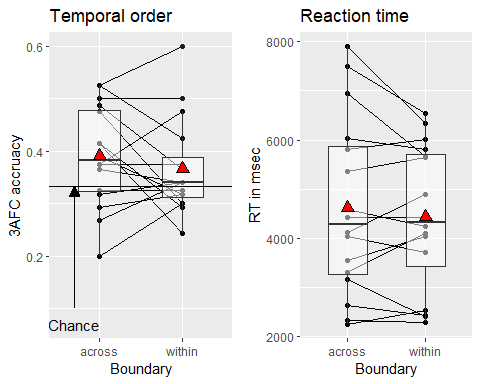 Temporal order
3AFC accruacy
0.6
0.4
0.2
Chance
across within
Boundary
Reaction time
RT in msec
8000
6000
4000
2000
across within
Boundary